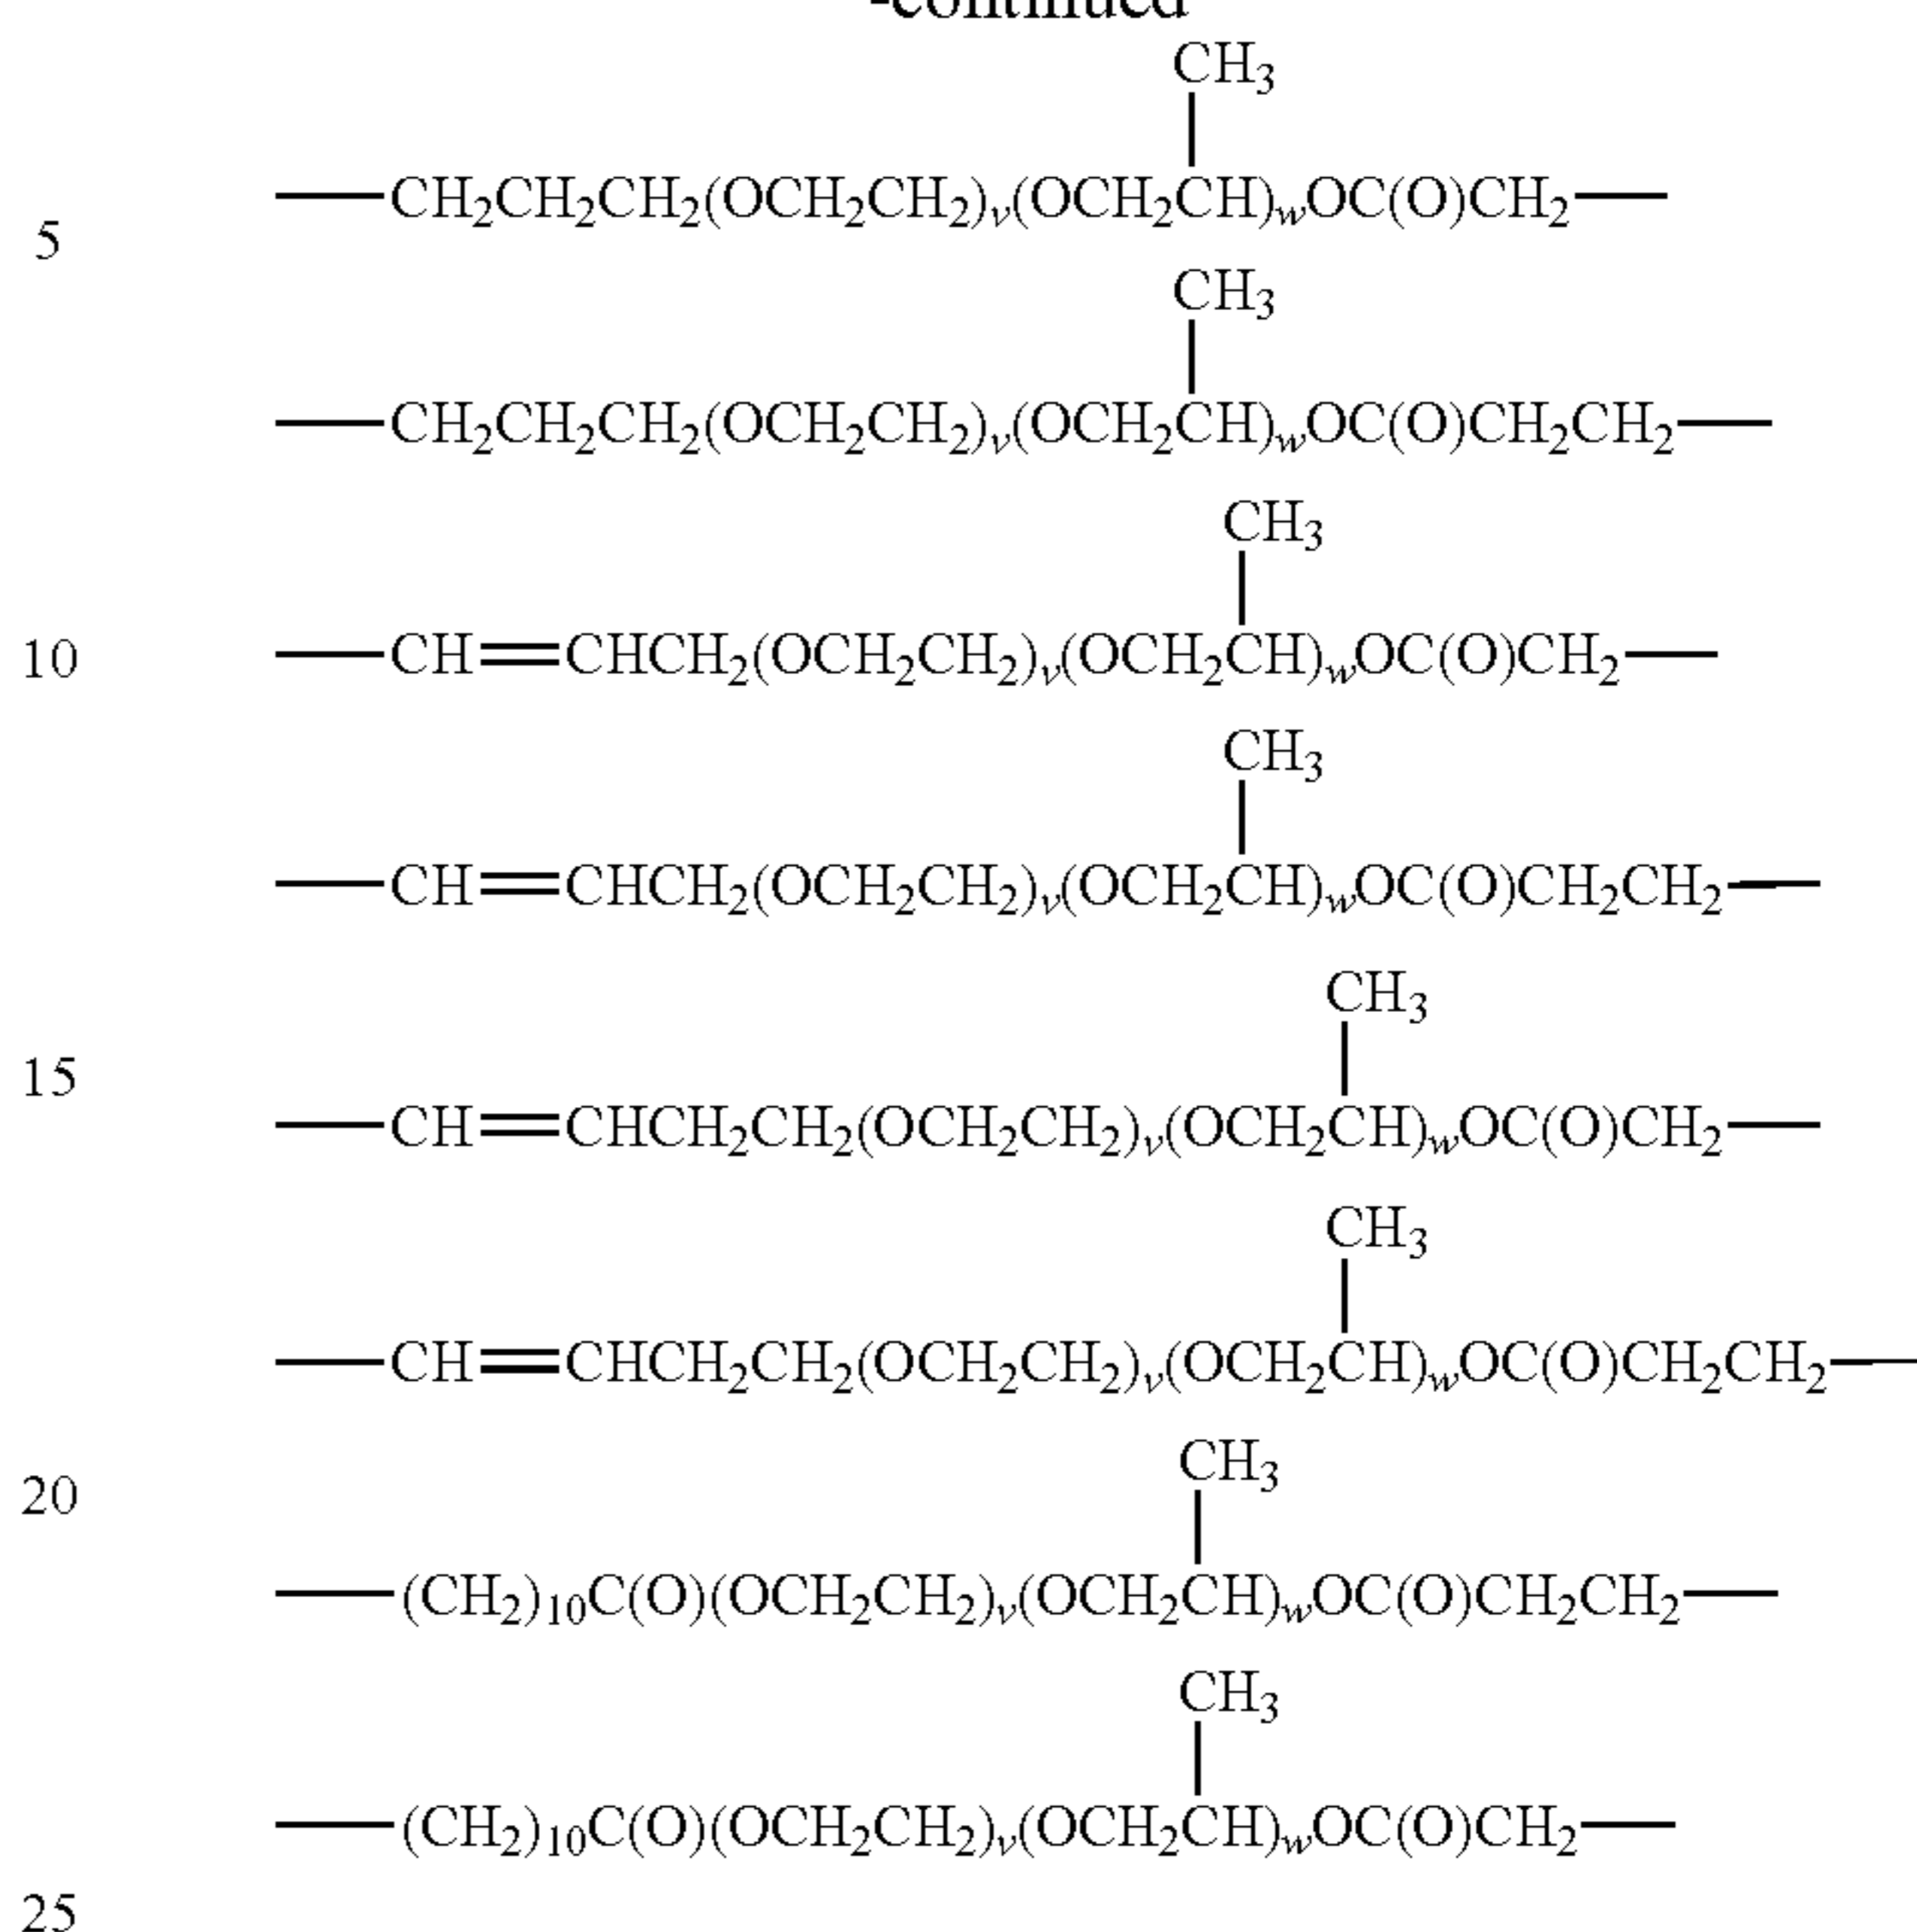 -continued
CH3
—CH2CH2CH2(OCH2CH2)v(OCH2CH)wOC(O)CH2—
5
CH3
—CH2CH2CH2(OCH2CH2)v(OCH2CH)wOC(O)CH2CH2—
CH3
10 —CH=CHCH2(OCH2CH2)v(OCH2CH)wOC(O)CH2—
CH3
—CH=CHCH2(OCH2CH2)v(OCH2CH)wOC(O)CH2CH2—
CH3
15
—CH=CHCH2CH2(OCH2CH2)v(OCH2CH)wOC(O)CH2—
CH3
—CH=CHCH2CH2(OCH2CH2)v(OCH2CH)wOC(O)CH2CH2—
CH3
20
—(CH2)10C(O)(OCH2CH2)v(OCH2CH)wOC(O)CH2CH2—
CH3
—(CH2)10C(O)(OCH2CH2)v(OCH2CH)wOC(O)CH2—
25